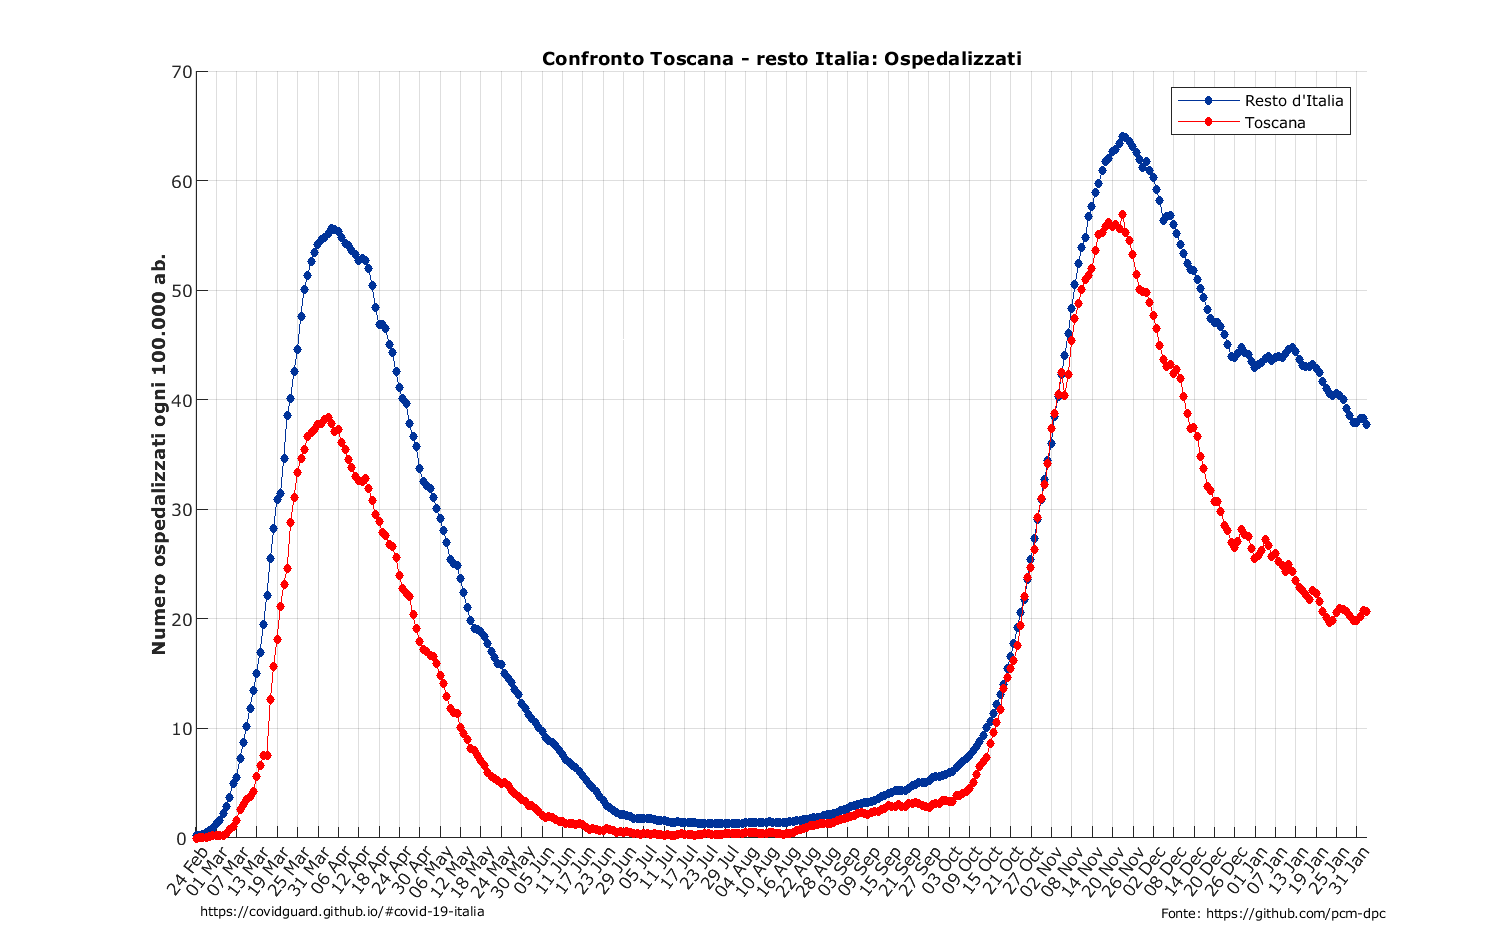 Confronto Toscana - resto Italia: Ospedalizzati
Numero ospedalizzati ogni 100.000 ab.
70
60
50
40
30
20
10
0
Resto d'Italia
Toscana
24 Feb
01 Mar
07 Mar
13 Mar
19 Mar
25 Mar
31 Mar
06 Apr
12 Apr
18 Apr
24 Apr
30 Apr
06 May
12 May
18 May
24 May
30 May
05 Jun
11 Jun
17 Jun
23 Jun
29 Jun
05 Jul
11 Jul
17 Jul
23 Jul
29 Jul
04 Aug
10 Aug
16 Aug
22 Aug
28 Aug
03 Sep
09 Sep
15 Sep
21 Sep
27 Sep
03 Oct
09 Oct
15 Oct
21 Oct
27 Oct
02 Nov
08 Nov
14 Nov
20 Nov
26 Nov
02 Dec
08 Dec
14 Dec
20 Dec
26 Dec
01 Jan
07 Jan
13 Jan
19 Jan
25 Jan
31 Jan
https://covidguard.github.io/#covid-19-italia
Fonte: https://github.com/pcm-dpc